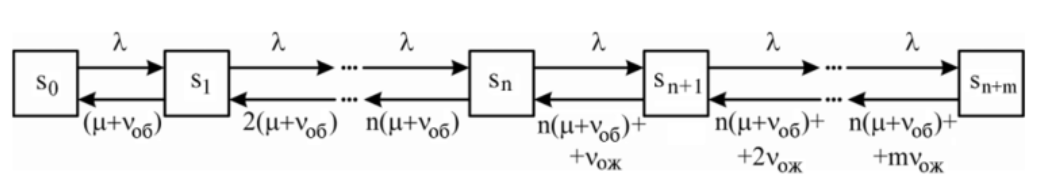 λ λ λ λ λ λ
s₀ s₁ ... sₙ sₙ₊₁ ... sₙ₊ₘ
(μ+νоб) 2(μ+νоб) n(μ+νоб) n(μ+νоб)+ n(μ+νоб)+ n(μ+νоб)+
+νож +2νож +mνож